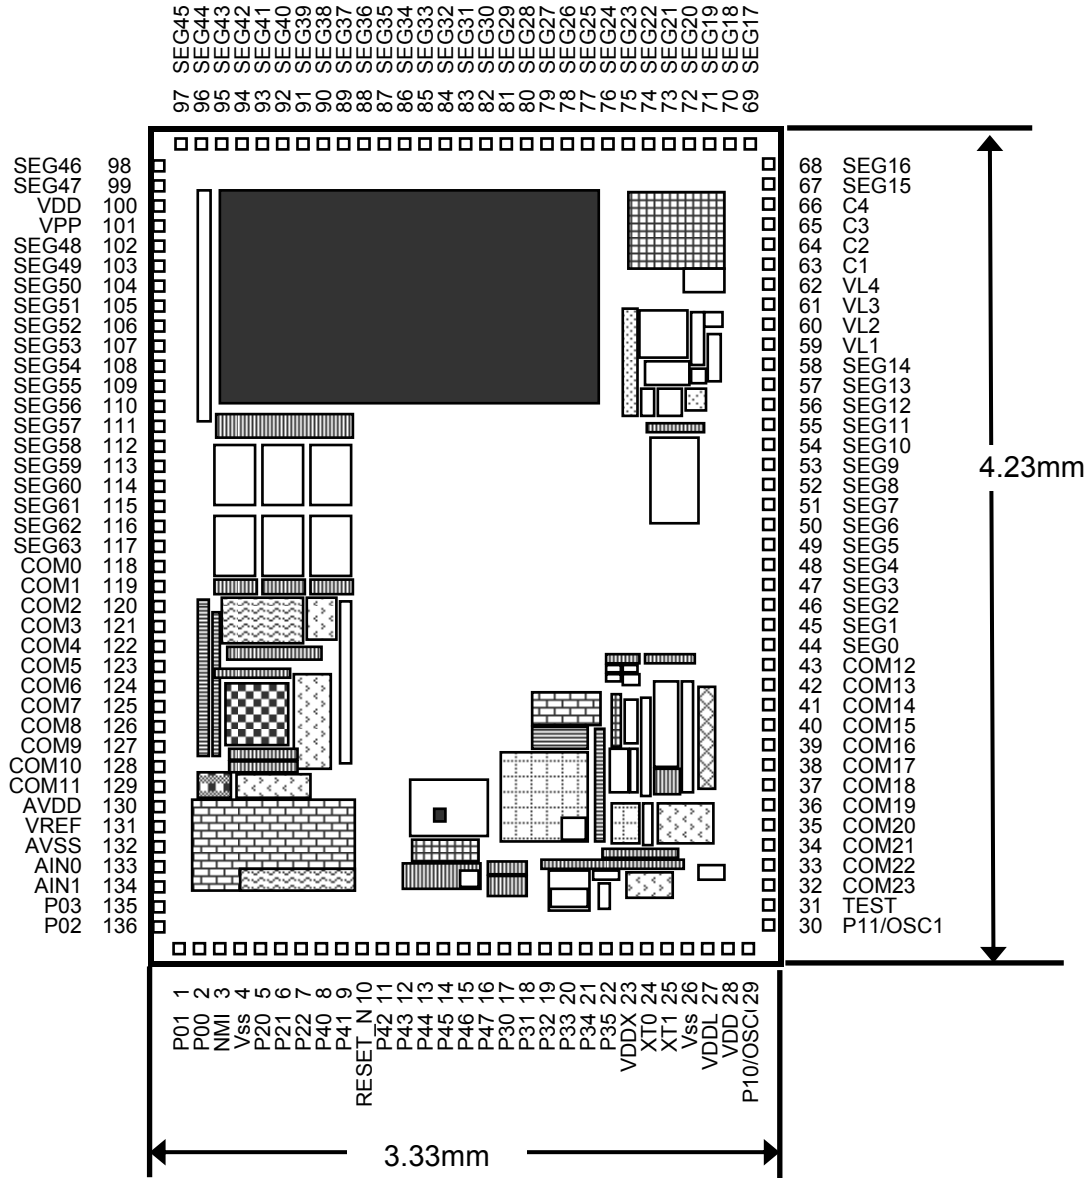 97 SEG45
96 SEG44
95 SEG43
94 SEG42
93 SEG41
92 SEG40
91 SEG39
90 SEG38
89 SEG37
88 SEG36
87 SEG35
86 SEG34
85 SEG33
84 SEG32
83 SEG31
82 SEG30
81 SEG29
80 SEG28
79 SEG27
78 SEG26
77 SEG25
76 SEG24
75 SEG23
74 SEG22
73 SEG21
72 SEG20
71 SEG19
70 SEG18
69 SEG17
SEG46 98
SEG47 99
VDD 100
VPP 101
SEG48 102
SEG49 103
SEG50 104
SEG51 105
SEG52 106
SEG53 107
SEG54 108
SEG55 109
SEG56 110
SEG57 111
SEG58 112
SEG59 113
SEG60 114
SEG61 115
SEG62 116
SEG63 117
COM0 118
COM1 119
COM2 120
COM3 121
COM4 122
COM5 123
COM6 124
COM7 125
COM8 126
COM9 127
COM10 128
COM11 129
AVDD 130
VREF 131
AVSS 132
AIN0 133
AIN1 134
P03 135
P02 136
68 SEG16
67 SEG15
66 C4
65 C3
64 C2
63 C1
62 VL4
61 VL3
60 VL2
59 VL1
58 SEG14
57 SEG13
56 SEG12
55 SEG11
54 SEG10
53 SEG9
52 SEG8
51 SEG7
50 SEG6
49 SEG5
48 SEG4
47 SEG3
46 SEG2
45 SEG1
44 SEG0
43 COM12
42 COM13
41 COM14
40 COM15
39 COM16
38 COM17
37 COM18
36 COM19
35 COM20
34 COM21
33 COM22
32 COM23
31 TEST
30 P11/OSC1
4.23mm
P01 1
P00 2
NMI 3
Vss 4
P20 5
P21 6
P22 7
P40 8
P41 9
RESET_N 10
P42 11
P43 12
P44 13
P45 14
P46 15
P47 16
P30 17
P31 18
P32 19
P33 20
P34 21
P35 22
VDDX 23
XT0 24
XT1 25
Vss 26
VDDL 27
VDD 28
P10/OSC 29
3.33mm